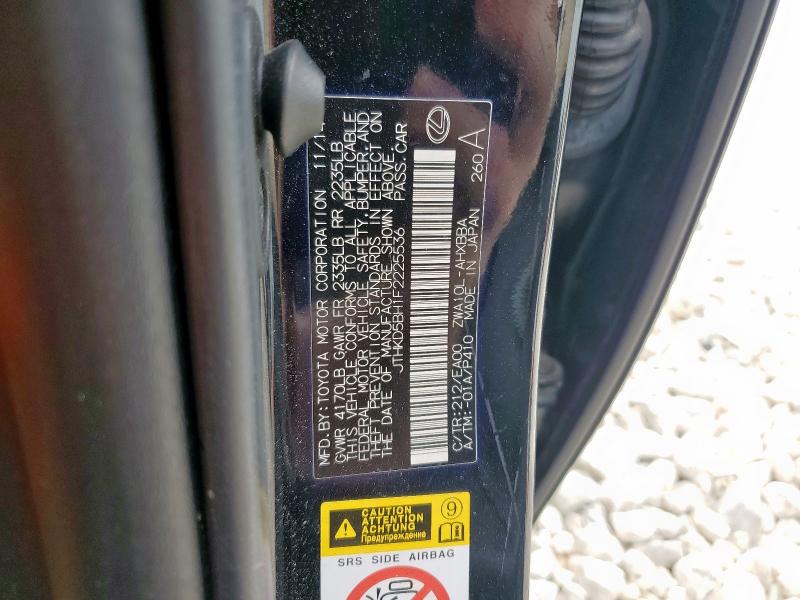 MFD. BY: TOYOTA MOTOR CORPORATION 11/1
GVWR 4170LB GAWR FR 2335LB RR 2235LB
THIS VEHICLE CONFORMS TO ALL APPLICABLE
FEDERAL MOTOR VEHICLE SAFETY, BUMPER, AND
THEFT PREVENTION STANDARDS IN EFFECT ON
THE DATE OF MANUFACTURE SHOWN ABOVE.
JTHKD5BH1F2225536 PASS. CAR
C/TR:212/EA00 ZWA10L-AHXBBA 260 A
A/TM:-01A/P410 MADE IN JAPAN
CAUTION
ATTENTION
ACHTUNG
Предупреждение
9
SRS SIDE AIRBAG